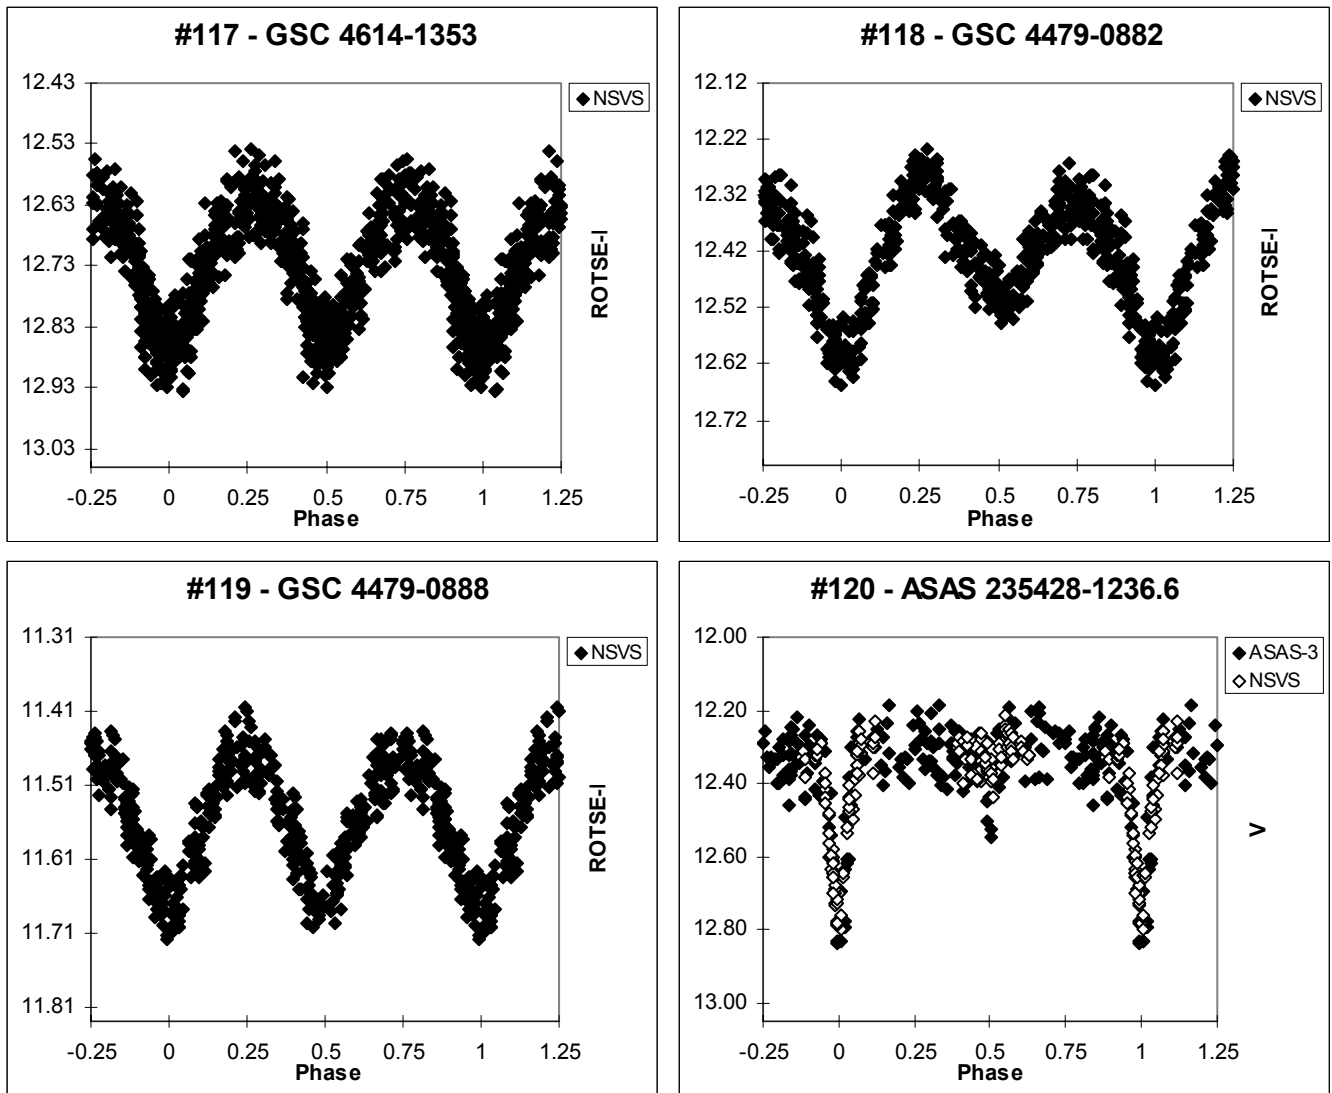 #117 - GSC 4614-1353
NSVS
12.43
12.53
12.63
12.73
12.83
12.93
13.03
-0.25 0 0.25 0.5 0.75 1 1.25
Phase
ROTSE-I
#118 - GSC 4479-0882
NSVS
12.12
12.22
12.32
12.42
12.52
12.62
12.72
-0.25 0 0.25 0.5 0.75 1 1.25
Phase
ROTSE-I
#119 - GSC 4479-0888
NSVS
11.31
11.41
11.51
11.61
11.71
11.81
-0.25 0 0.25 0.5 0.75 1 1.25
Phase
ROTSE-I
#120 - ASAS 235428-1236.6
ASAS-3
NSVS
12.00
12.20
12.40
12.60
12.80
13.00
-0.25 0 0.25 0.5 0.75 1 1.25
Phase
V